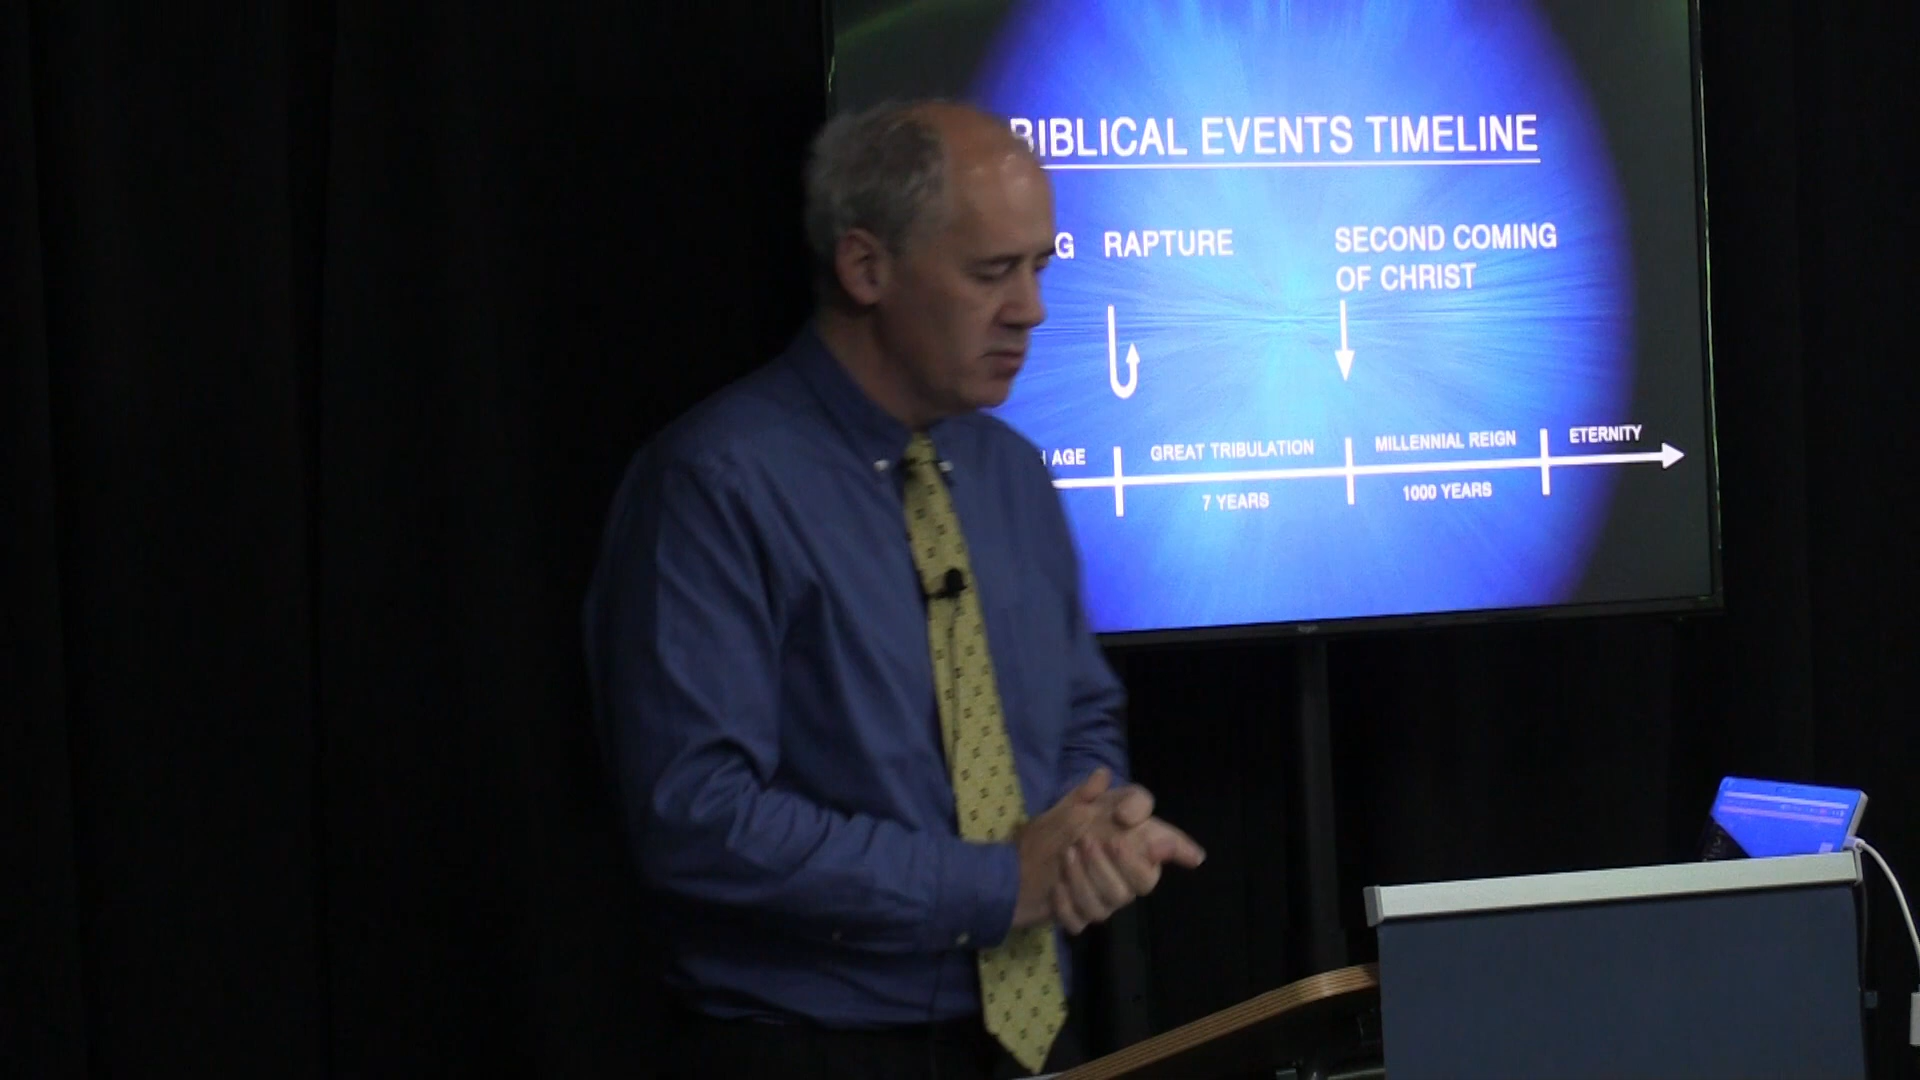 BIBLICAL EVENTS TIMELINE
G RAPTURE
SECOND COMING
OF CHRIST
H AGE
GREAT TRIBULATION
MILLENNIAL REIGN
ETERNITY
7 YEARS
1000 YEARS